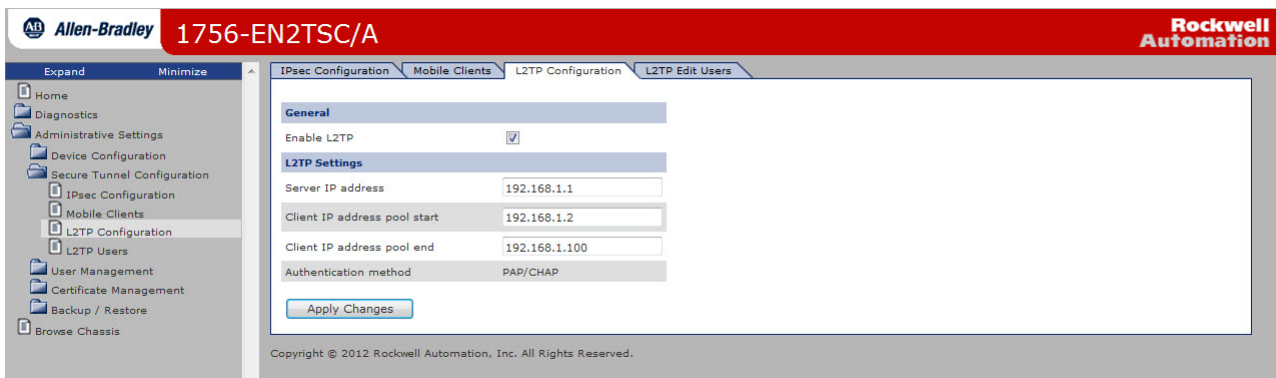 AB Allen-Bradley 1756-EN2TSC/A Rockwell Automation
Expand Minimize
Home
Diagnostics
Administrative Settings
Device Configuration
Secure Tunnel Configuration
IPsec Configuration
Mobile Clients
L2TP Configuration
L2TP Users
User Management
Certificate Management
Backup / Restore
Browse Chassis
IPsec Configuration Mobile Clients L2TP Configuration L2TP Edit Users
General
Enable L2TP
L2TP Settings
Server IP address 192.168.1.1
Client IP address pool start 192.168.1.2
Client IP address pool end 192.168.1.100
Authentication method PAP/CHAP
Apply Changes
Copyright © 2012 Rockwell Automation, Inc. All Rights Reserved.